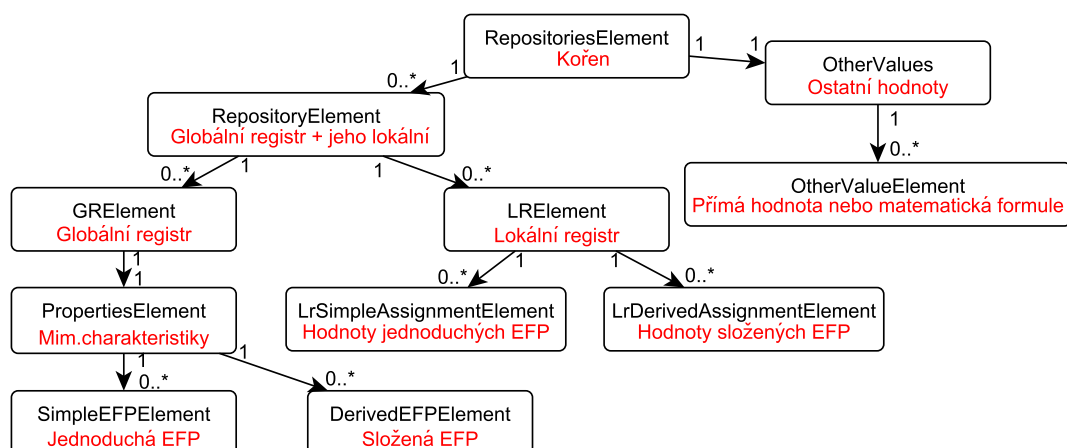 RepositoriesElement
Kořen
1
1
1
OtherValues
Ostatní hodnoty
0..*
RepositoryElement
Globální registr + jeho lokální
1
0..*
1
1
0..*
0..*
OtherValueElement
Přímá hodnota nebo matematická formule
GRElement
Globální registr
LRElement
Lokální registr
1
1
1
1
0..*
0..*
PropertiesElement
Mim.charakteristiky
LrSimpleAssignmentElement
Hodnoty jednoduchých EFP
LrDerivedAssignmentElement
Hodnoty složených EFP
1
1
0..*
0..*
SimpleEFPElement
Jednoduchá EFP
DerivedEFPElement
Složená EFP